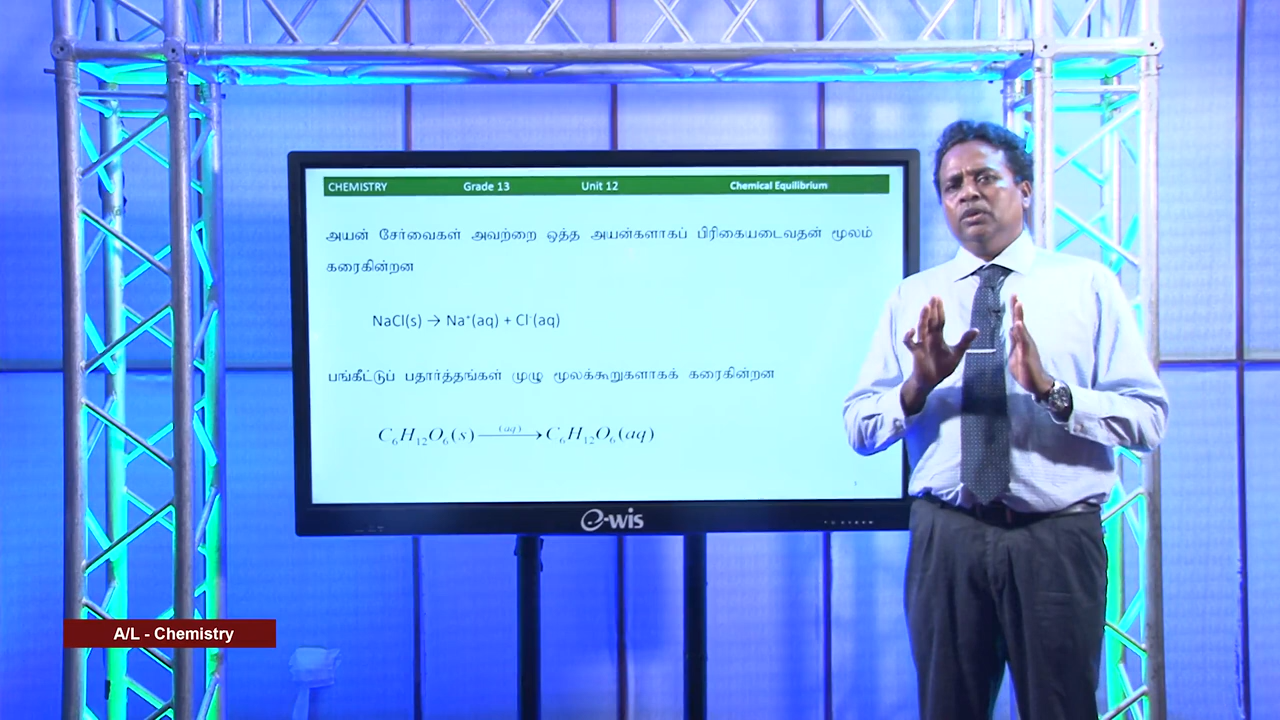 CHEMISTRY Grade 13 Unit 12 Chemical Equilibrium
அயன் சேர்வைகள் அவற்றை ஒத்த அயன்களாகப் பிரிகையடைவதன் மூலம்
கரைகின்றன
NaCl(s) → Na⁺(aq) + Cl⁻(aq)
பங்கீட்டுப் பதார்த்தங்கள் முழு மூலக்கூறுகளாகக் கரைகின்றன
C₆H₁₂O₆(s) —(aq)→ C₆H₁₂O₆(aq)
1
e-wis
A/L - Chemistry